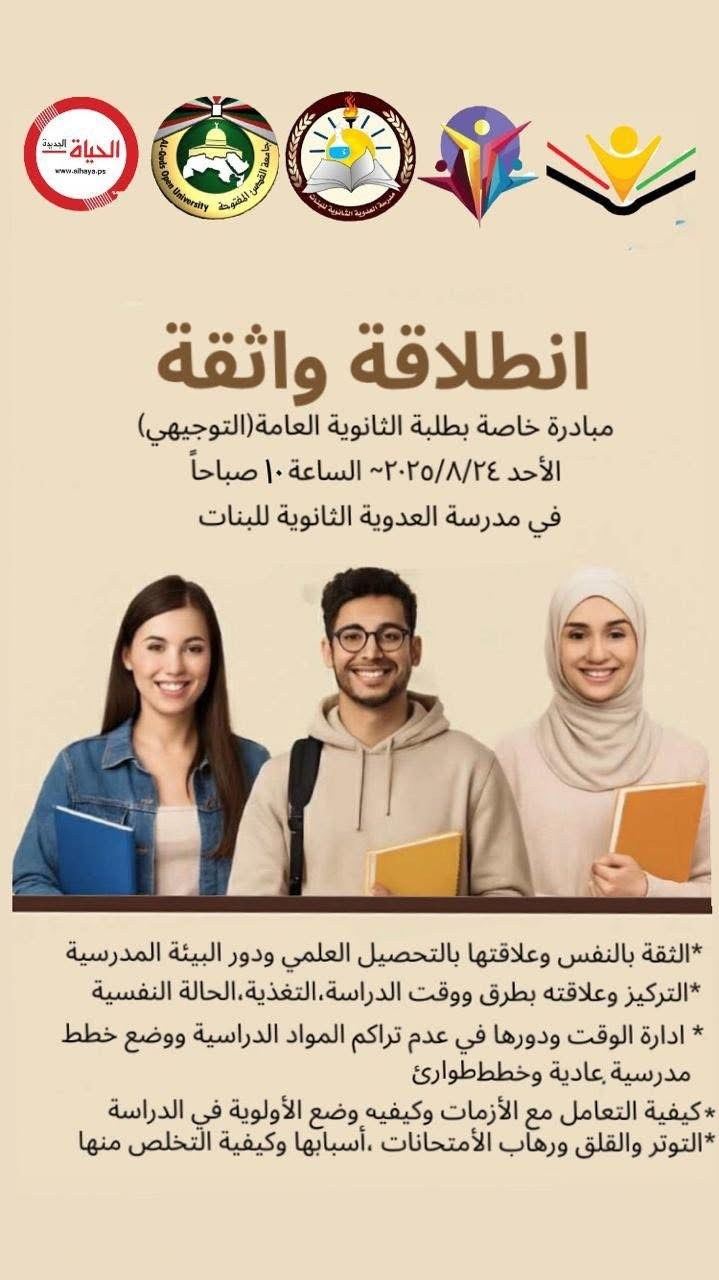 الحياة الجديدة
www.alhaya.ps
جامعة القدس المفتوحة
Al-Quds Open University
مدرسة العدوية الثانوية للبنات
انطلاقة واثقة
مبادرة خاصة بطلبة الثانوية العامة(التوجيهي)
الأحد ٢٠٢٥/٨/٢٤~ الساعة ١٠ صباحاً
في مدرسة العدوية الثانوية للبنات
*الثقة بالنفس وعلاقتها بالتحصيل العلمي ودور البيئة المدرسية
*التركيز وعلاقته بطرق ووقت الدراسة،التغذية،الحالة النفسية
* ادارة الوقت ودورها في عدم تراكم المواد الدراسية ووضع خطط
مدرسية عادية وخطططوارئ
*كيفية التعامل مع الأزمات وكيفيه وضع الأولوية في الدراسة
*التوتر والقلق ورهاب الأمتحانات ،أسبابها وكيفية التخلص منها